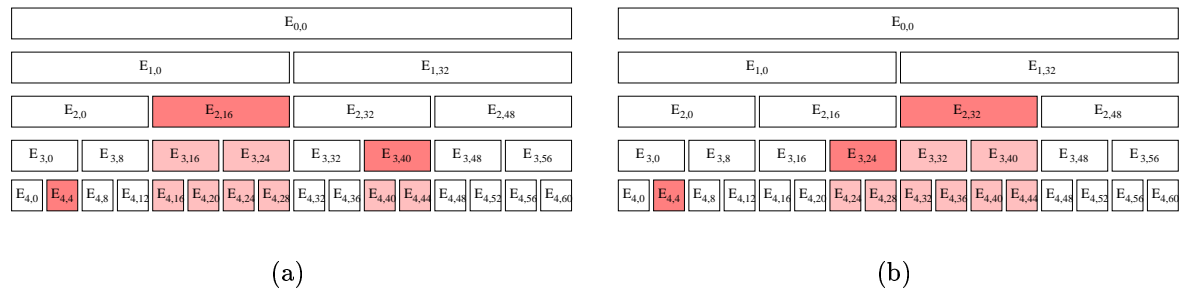 E0,0 E0,0
E1,0 E1,32 E1,0 E1,32
E2,0 E2,16 E2,32 E2,48 E2,0 E2,16 E2,32 E2,48
E3,0 E3,8 E3,16 E3,24 E3,32 E3,40 E3,48 E3,56 E3,0 E3,8 E3,16 E3,24 E3,32 E3,40 E3,48 E3,56
E4,0 E4,4 E4,8 E4,12 E4,16 E4,20 E4,24 E4,28 E4,32 E4,36 E4,40 E4,44 E4,48 E4,52 E4,56 E4,60 E4,0 E4,4 E4,8 E4,12 E4,16 E4,20 E4,24 E4,28 E4,32 E4,36 E4,40 E4,44 E4,48 E4,52 E4,56 E4,60
(a) (b)